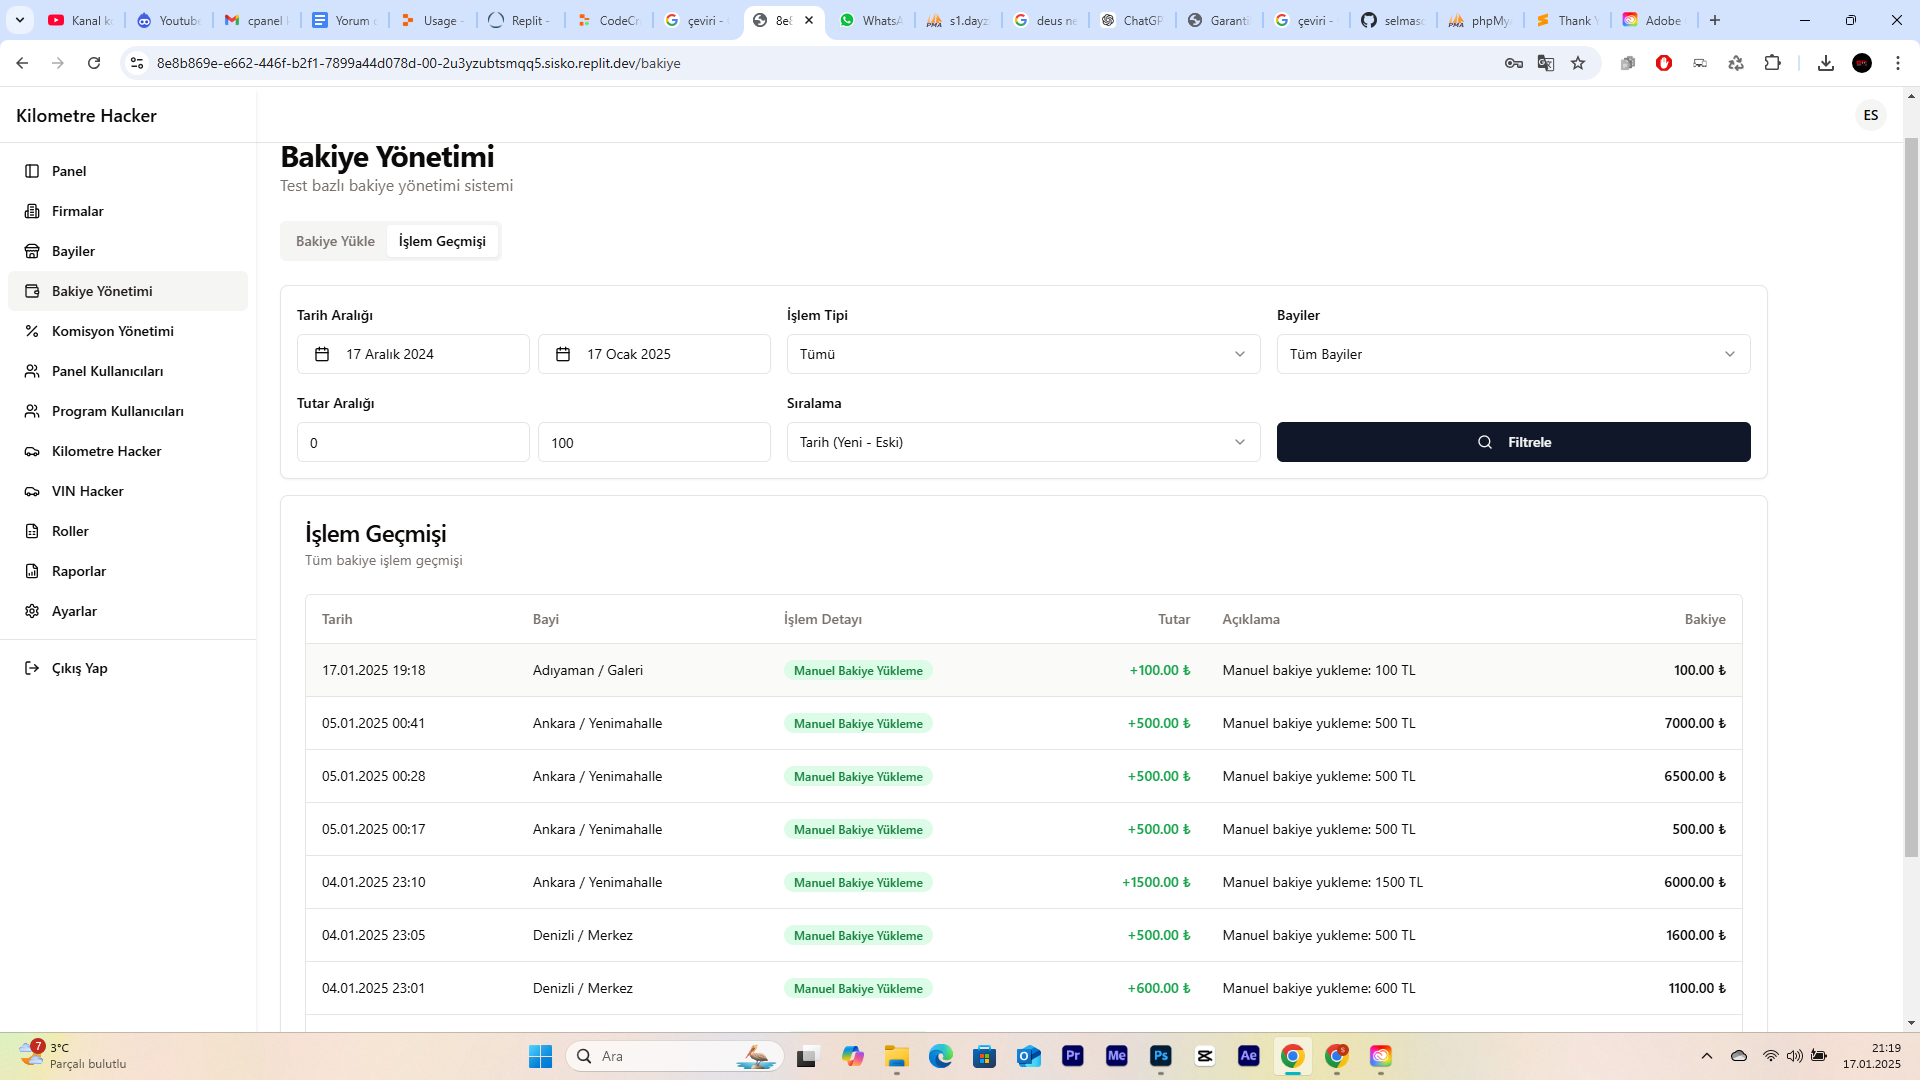 Kanal k
Youtube
cpanel
Yorum
Usage -
Replit -
CodeCr
çeviri -
8e8
WhatsA
s1.dayz
deus ne
ChatGP
Garanti
çeviri -
selmasc
phpMy
Thank
Adobe
8e8b869e-e662-446f-b2f1-7899a44d078d-00-2u3yzubtsmqq5.sisko.replit.dev/bakiye
Kilometre Hacker
ES
Panel
Firmalar
Bayiler
Bakiye Yönetimi
Komisyon Yönetimi
Panel Kullanıcıları
Program Kullanıcıları
Kilometre Hacker
VIN Hacker
Roller
Raporlar
Ayarlar
Çıkış Yap
Bakiye Yönetimi
Test bazlı bakiye yönetimi sistemi
Bakiye Yükle İşlem Geçmişi
Tarih Aralığı İşlem Tipi Bayiler
17 Aralık 2024 17 Ocak 2025 Tümü Tüm Bayiler
Tutar Aralığı Sıralama
0 100 Tarih (Yeni - Eski) Filtrele
İşlem Geçmişi
Tüm bakiye işlem geçmişi
Tarih Bayi İşlem Detayı Tutar Açıklama Bakiye
17.01.2025 19:18 Adıyaman / Galeri Manuel Bakiye Yükleme +100.00 ₺ Manuel bakiye yukleme: 100 TL 100.00 ₺
05.01.2025 00:41 Ankara / Yenimahalle Manuel Bakiye Yükleme +500.00 ₺ Manuel bakiye yukleme: 500 TL 7000.00 ₺
05.01.2025 00:28 Ankara / Yenimahalle Manuel Bakiye Yükleme +500.00 ₺ Manuel bakiye yukleme: 500 TL 6500.00 ₺
05.01.2025 00:17 Ankara / Yenimahalle Manuel Bakiye Yükleme +500.00 ₺ Manuel bakiye yukleme: 500 TL 500.00 ₺
04.01.2025 23:10 Ankara / Yenimahalle Manuel Bakiye Yükleme +1500.00 ₺ Manuel bakiye yukleme: 1500 TL 6000.00 ₺
04.01.2025 23:05 Denizli / Merkez Manuel Bakiye Yükleme +500.00 ₺ Manuel bakiye yukleme: 500 TL 1600.00 ₺
04.01.2025 23:01 Denizli / Merkez Manuel Bakiye Yükleme +600.00 ₺ Manuel bakiye yukleme: 600 TL 1100.00 ₺
7
3°C
Parçalı bulutlu
Ara
Pr
Me
Ps
Ae
21:19
17.01.2025